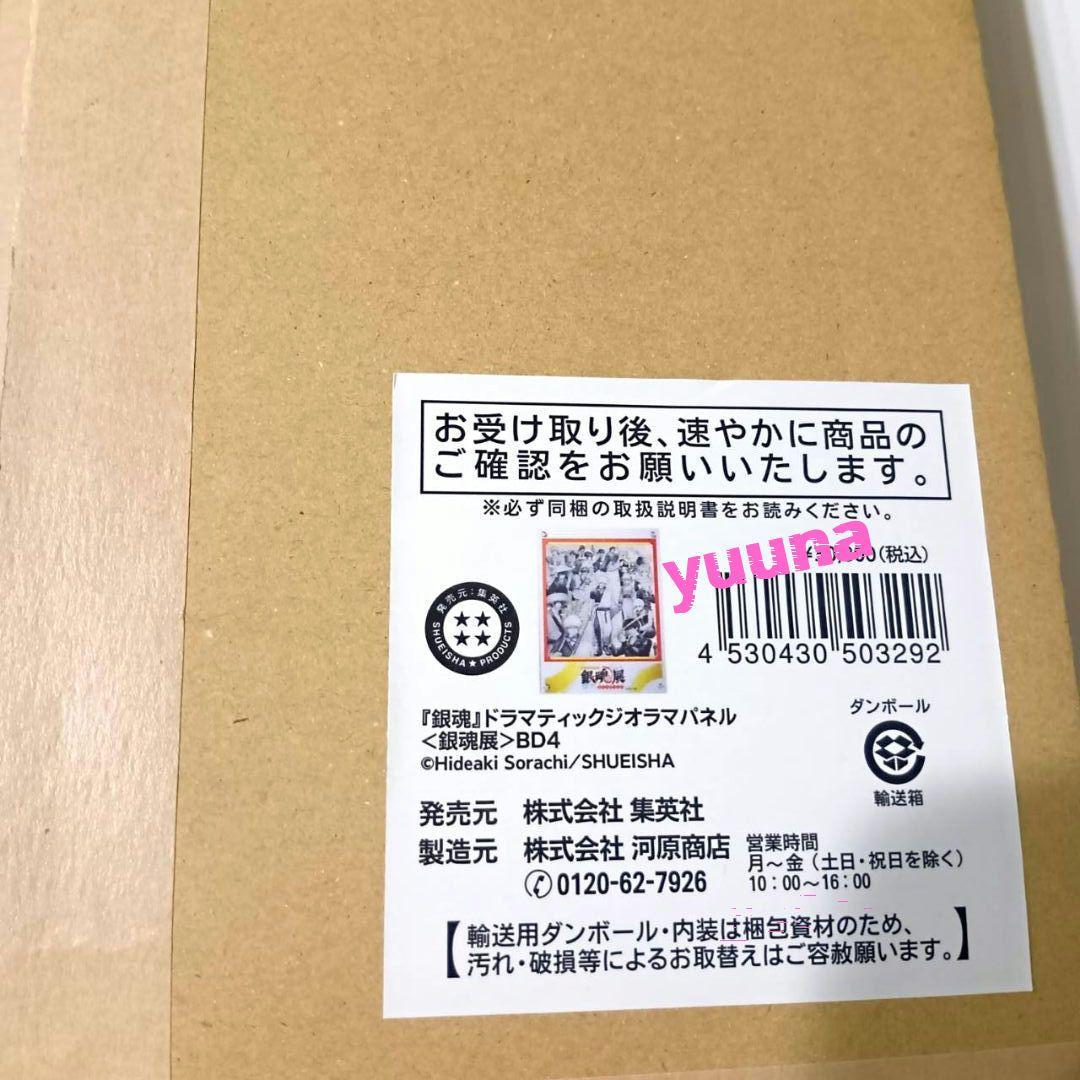 お受け取り後、速やかに商品の
ご確認をお願いいたします。
※必ず同梱の取扱説明書をお読みください。
yuuna
(税込)
発売元：集英社
SHUEISHA★PRODUCTS
銀魂展
4 530430 503292
『銀魂』ドラマティックジオラマパネル
<銀魂展>BD4
©Hideaki Sorachi/SHUEISHA
ダンボール
輸送箱
発売元 株式会社 集英社
製造元 株式会社 河原商店
0120-62-7926
営業時間
月～金（土日・祝日を除く）
10：00～16：00
【輸送用ダンボール・内装は梱包資材のため、
汚れ・破損等によるお取替えはご容赦願います。】